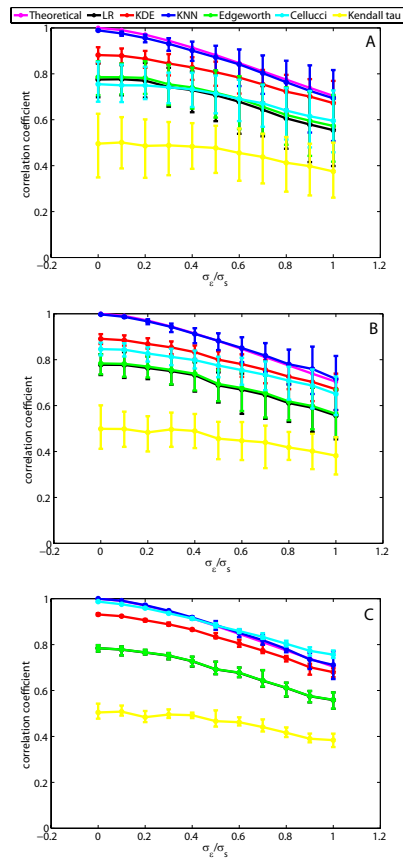 Theoretical LR KDE KNN Edgeworth Cellucci Kendall tau
A
1
0.8
0.6
0.4
0.2
0
correlation coefficient
−0.2 0 0.2 0.4 0.6 0.8 1 1.2
σε/σs
B
1
0.8
0.6
0.4
0.2
0
correlation coefficient
−0.2 0 0.2 0.4 0.6 0.8 1 1.2
σε/σs
C
1
0.8
0.6
0.4
0.2
0
correlation coefficient
−0.2 0 0.2 0.4 0.6 0.8 1 1.2
σε/σs